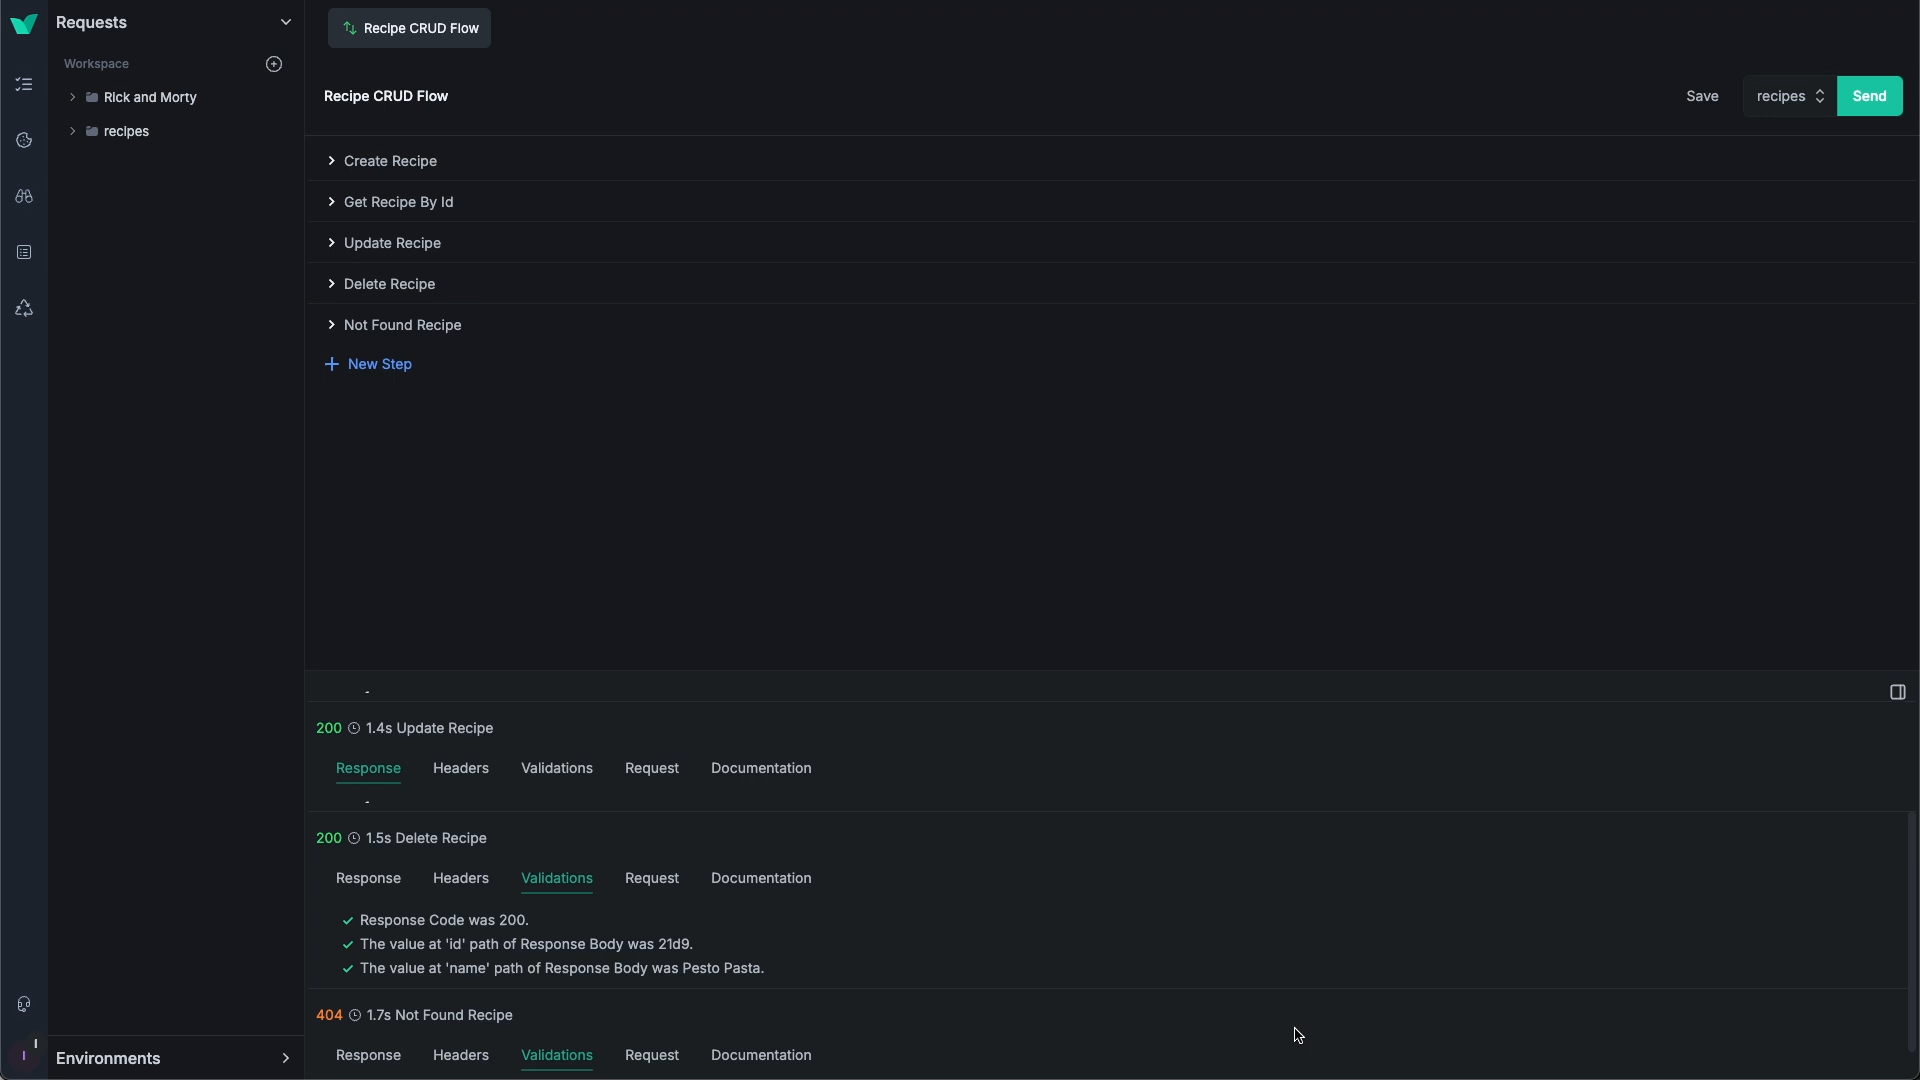 Requests
Workspace
Rick and Morty
recipes
Recipe CRUD Flow
Recipe CRUD Flow
Save
recipes
Send
Create Recipe
Get Recipe By Id
Update Recipe
Delete Recipe
Not Found Recipe
New Step
200 1.4s Update Recipe
Response Headers Validations Request Documentation
200 1.5s Delete Recipe
Response Headers Validations Request Documentation
Response Code was 200.
The value at 'id' path of Response Body was 21d9.
The value at 'name' path of Response Body was Pesto Pasta.
404 1.7s Not Found Recipe
Response Headers Validations Request Documentation
I
I
Environments